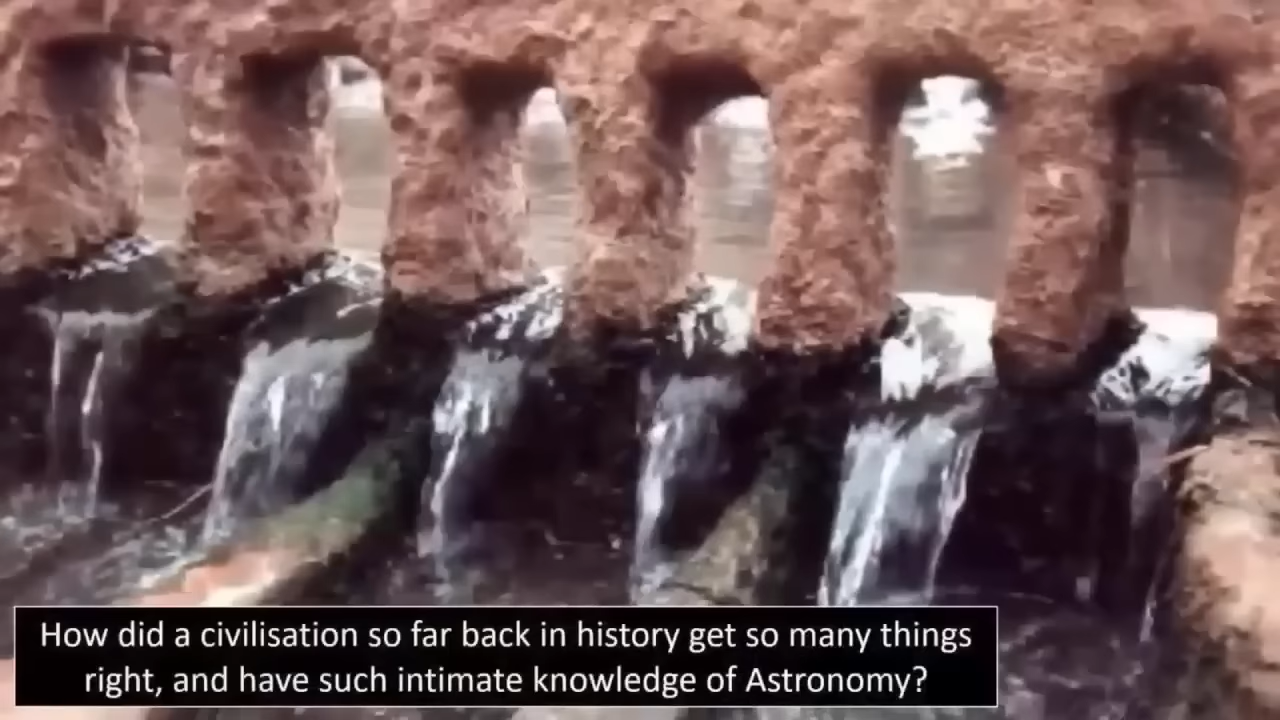 How did a civilisation so far back in history get so many things
right, and have such intimate knowledge of Astronomy?